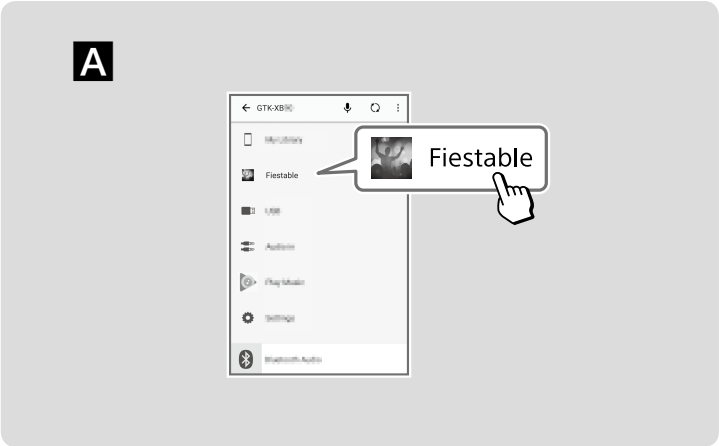 A
GTK-XB
My Library
Fiestable
Fiestable
USB
Audio in
Play Music
Settings
Bluetooth Audio